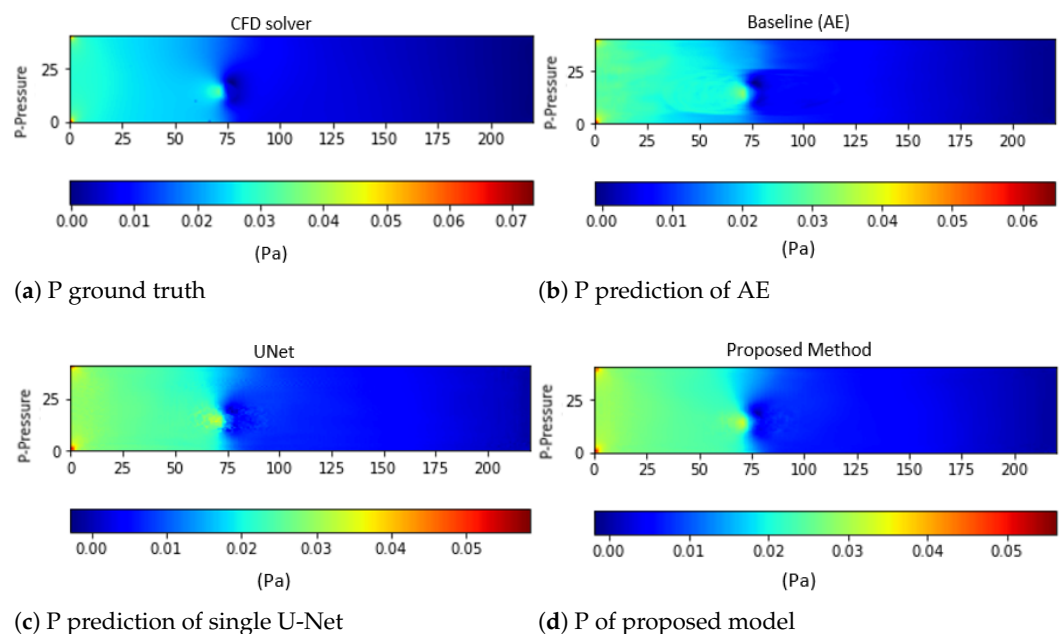 CFD solver
P-Pressure
25
0
0 25 50 75 100 125 150 175 200
0.00 0.01 0.02 0.03 0.04 0.05 0.06 0.07
(Pa)
(a) P ground truth
Baseline (AE)
P-Pressure
25
0
0 25 50 75 100 125 150 175 200
0.00 0.01 0.02 0.03 0.04 0.05 0.06
(Pa)
(b) P prediction of AE
UNet
P-Pressure
25
0
0 25 50 75 100 125 150 175 200
0.00 0.01 0.02 0.03 0.04 0.05
(Pa)
(c) P prediction of single U-Net
Proposed Method
P-Pressure
25
0
0 25 50 75 100 125 150 175 200
0.00 0.01 0.02 0.03 0.04 0.05
(Pa)
(d) P of proposed model